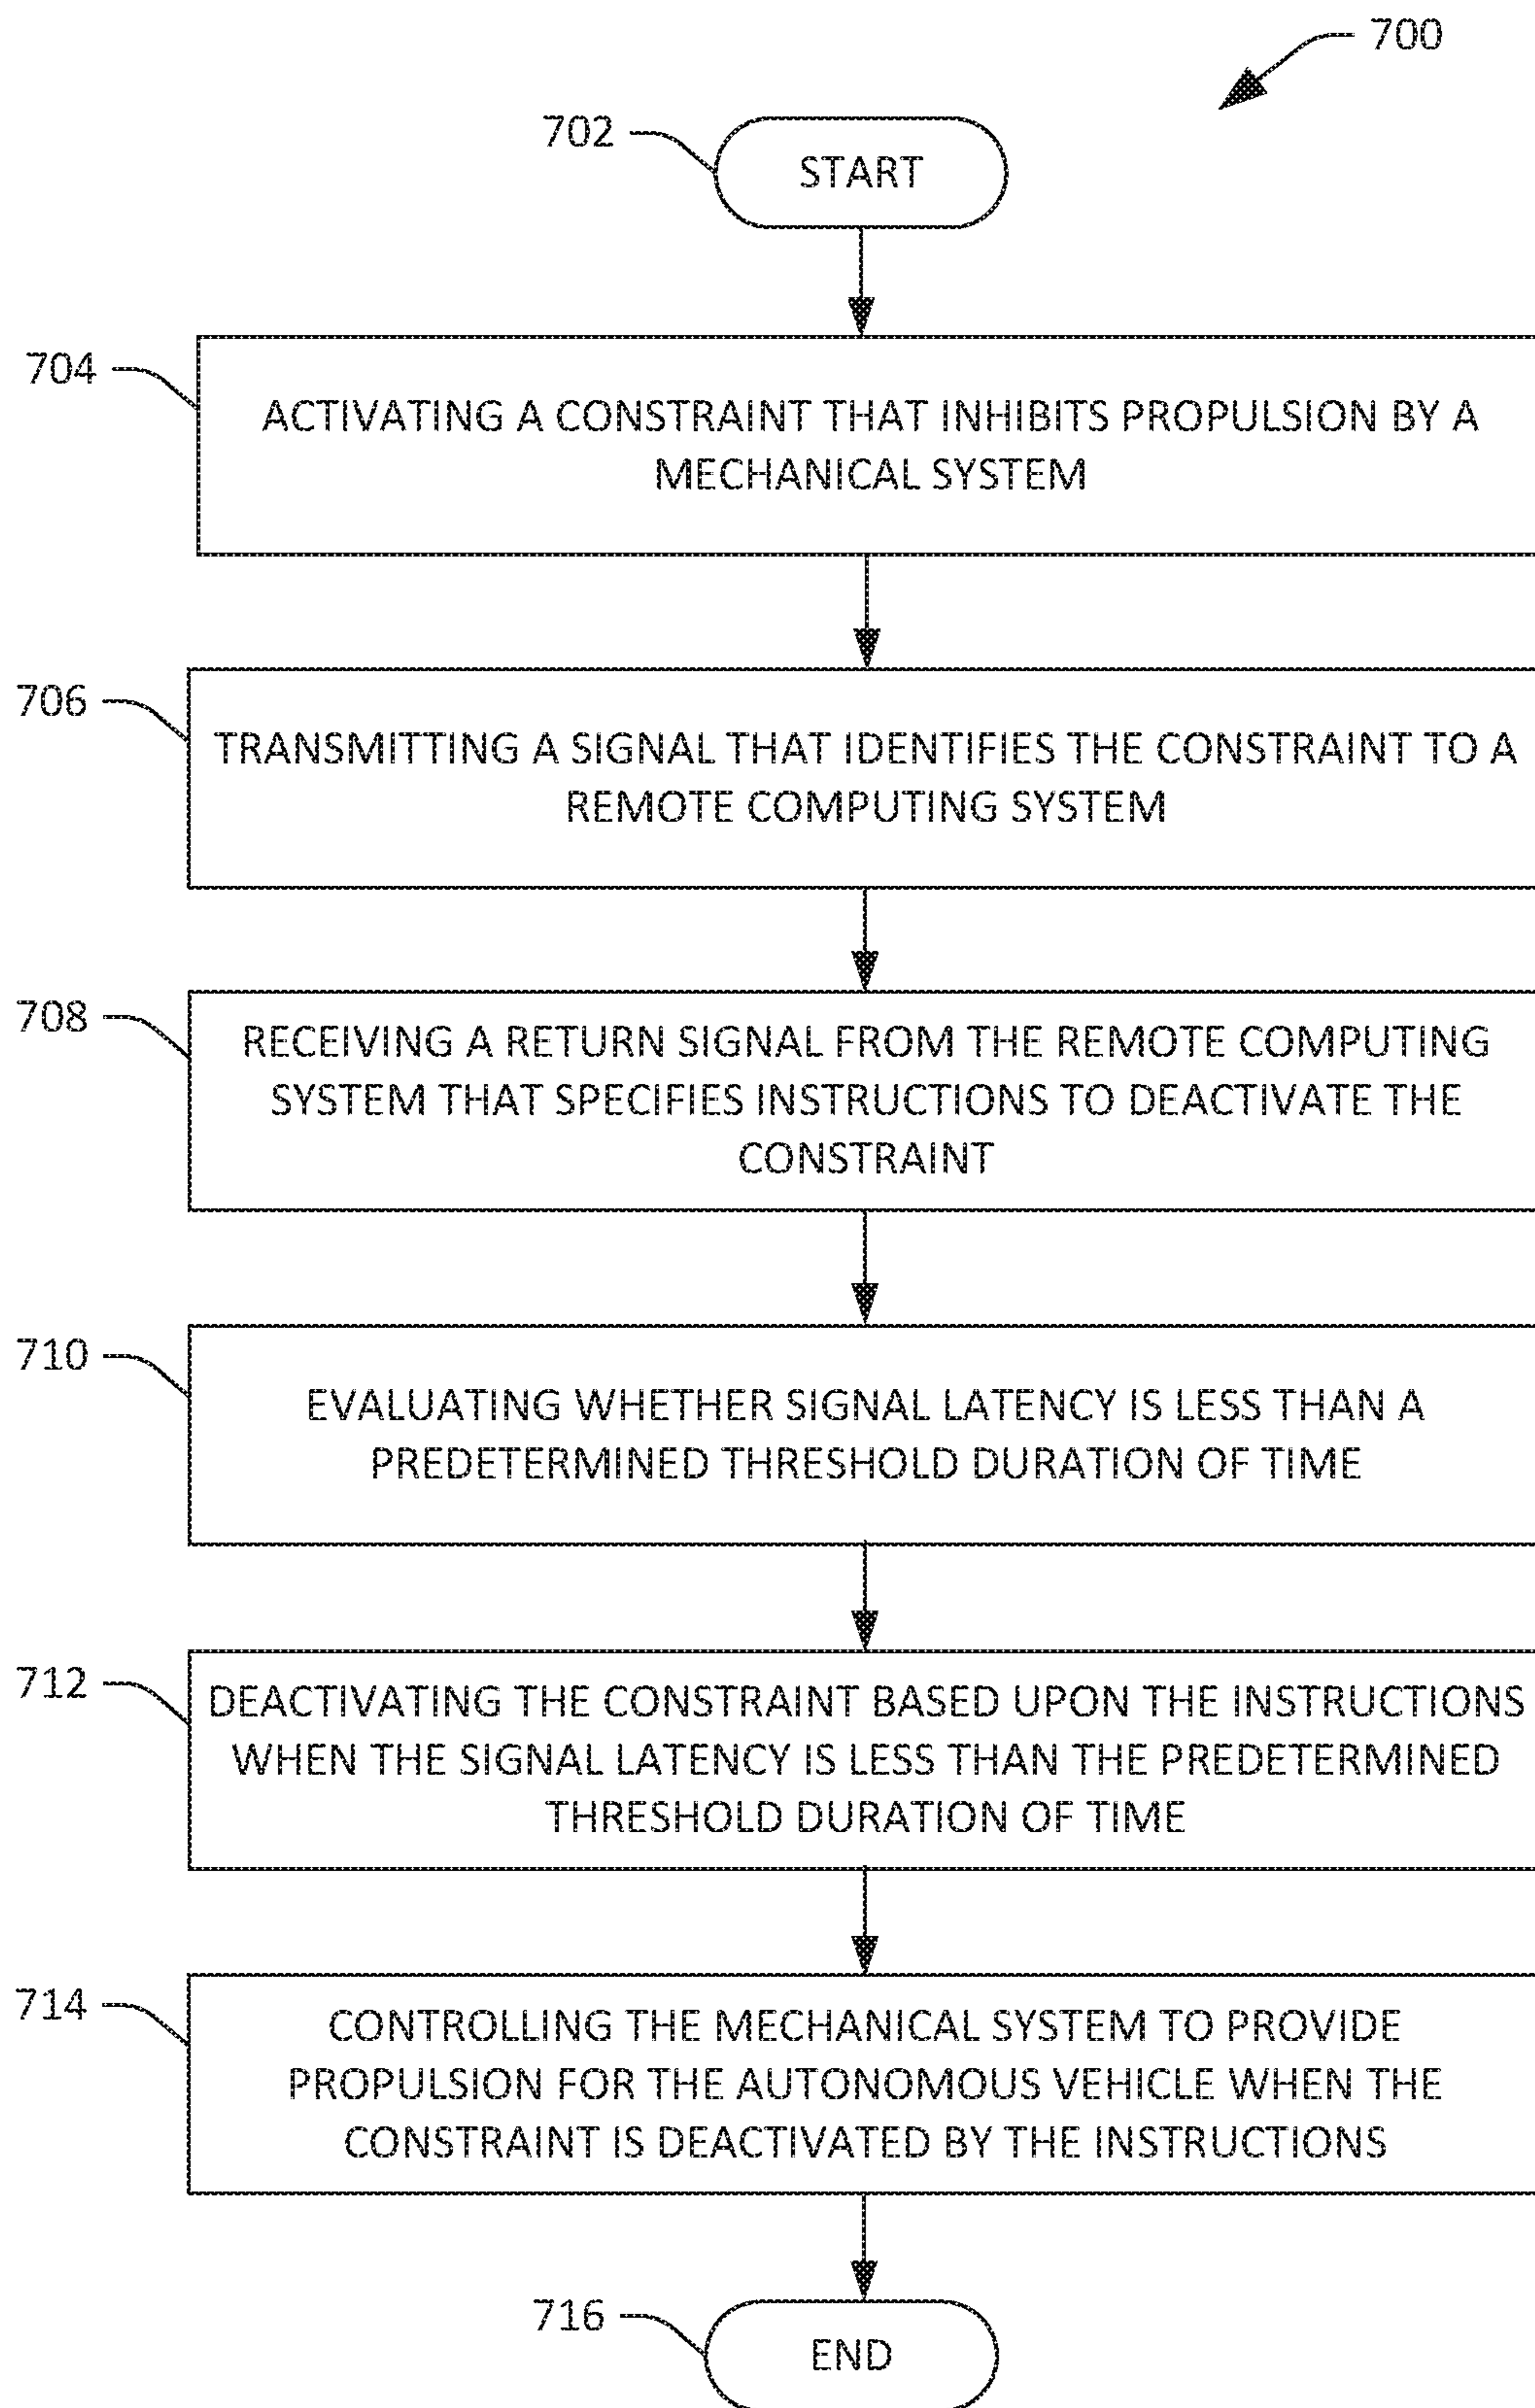 700
702
START
704
ACTIVATING A CONSTRAINT THAT INHIBITS PROPULSION BY A
MECHANICAL SYSTEM
706
TRANSMITTING A SIGNAL THAT IDENTIFIES THE CONSTRAINT TO A
REMOTE COMPUTING SYSTEM
708
RECEIVING A RETURN SIGNAL FROM THE REMOTE COMPUTING
SYSTEM THAT SPECIFIES INSTRUCTIONS TO DEACTIVATE THE
CONSTRAINT
710
EVALUATING WHETHER SIGNAL LATENCY IS LESS THAN A
PREDETERMINED THRESHOLD DURATION OF TIME
712
DEACTIVATING THE CONSTRAINT BASED UPON THE INSTRUCTIONS
WHEN THE SIGNAL LATENCY IS LESS THAN THE PREDETERMINED
THRESHOLD DURATION OF TIME
714
CONTROLLING THE MECHANICAL SYSTEM TO PROVIDE
PROPULSION FOR THE AUTONOMOUS VEHICLE WHEN THE
CONSTRAINT IS DEACTIVATED BY THE INSTRUCTIONS
716
END